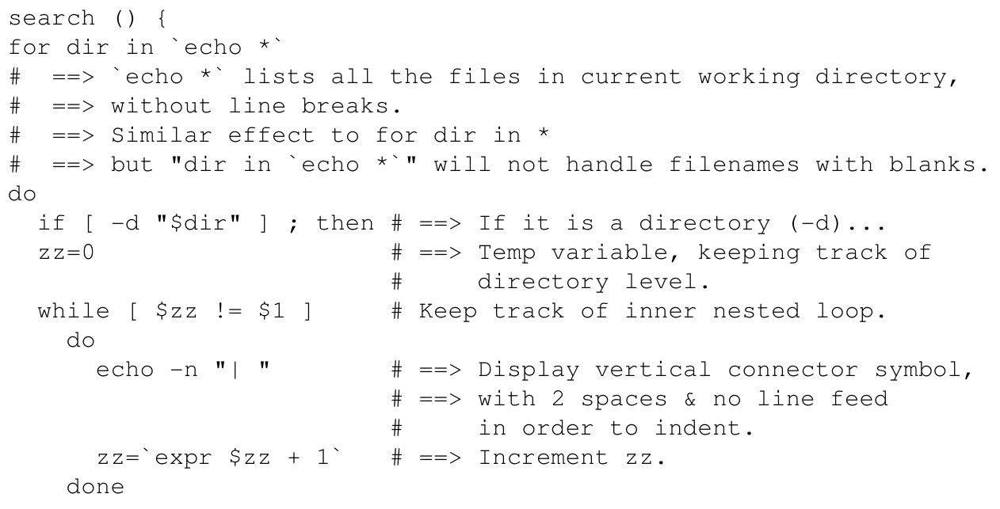 search () {
for dir in `echo *`
#  ==> `echo *` lists all the files in current working directory,
#  ==> without line breaks.
#  ==> Similar effect to for dir in *
#  ==> but "dir in `echo *`" will not handle filenames with blanks.
do
  if [ -d "$dir" ] ; then # ==> If it is a directory (-d)...
  zz=0                    # ==> Temp variable, keeping track of
                          #     directory level.
  while [ $zz != $1 ]     # Keep track of inner nested loop.
    do
      echo -n "| "        # ==> Display vertical connector symbol,
                          # ==> with 2 spaces & no line feed
                          #     in order to indent.
      zz=`expr $zz + 1`   # ==> Increment zz.
    done